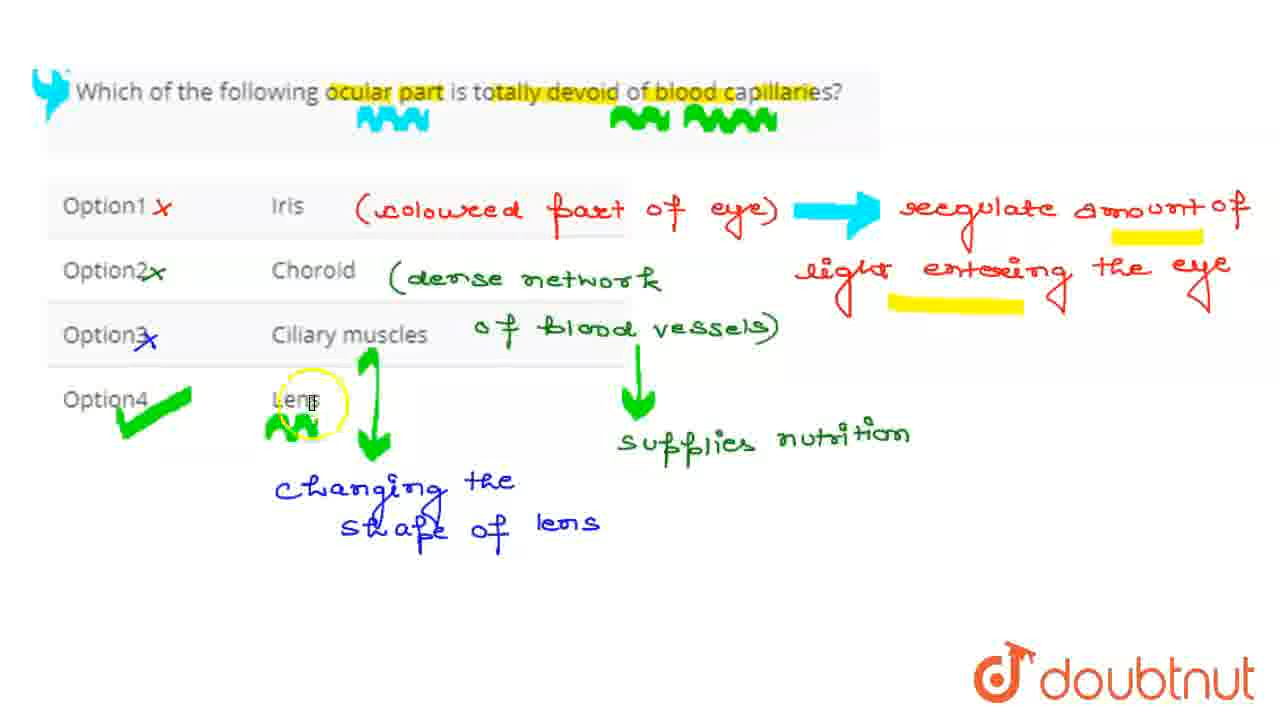 Which of the following ocular part is totally devoid of blood capillaries?
Option1 x Iris (coloured part of eye) reegulate amount of
light entering the eye
Option2 x Choroid (dense network
of blood vessels)
Option3 x Ciliary muscles
Option4 Lens
supplies nutrition
changing the
shape of lens
doubtnut